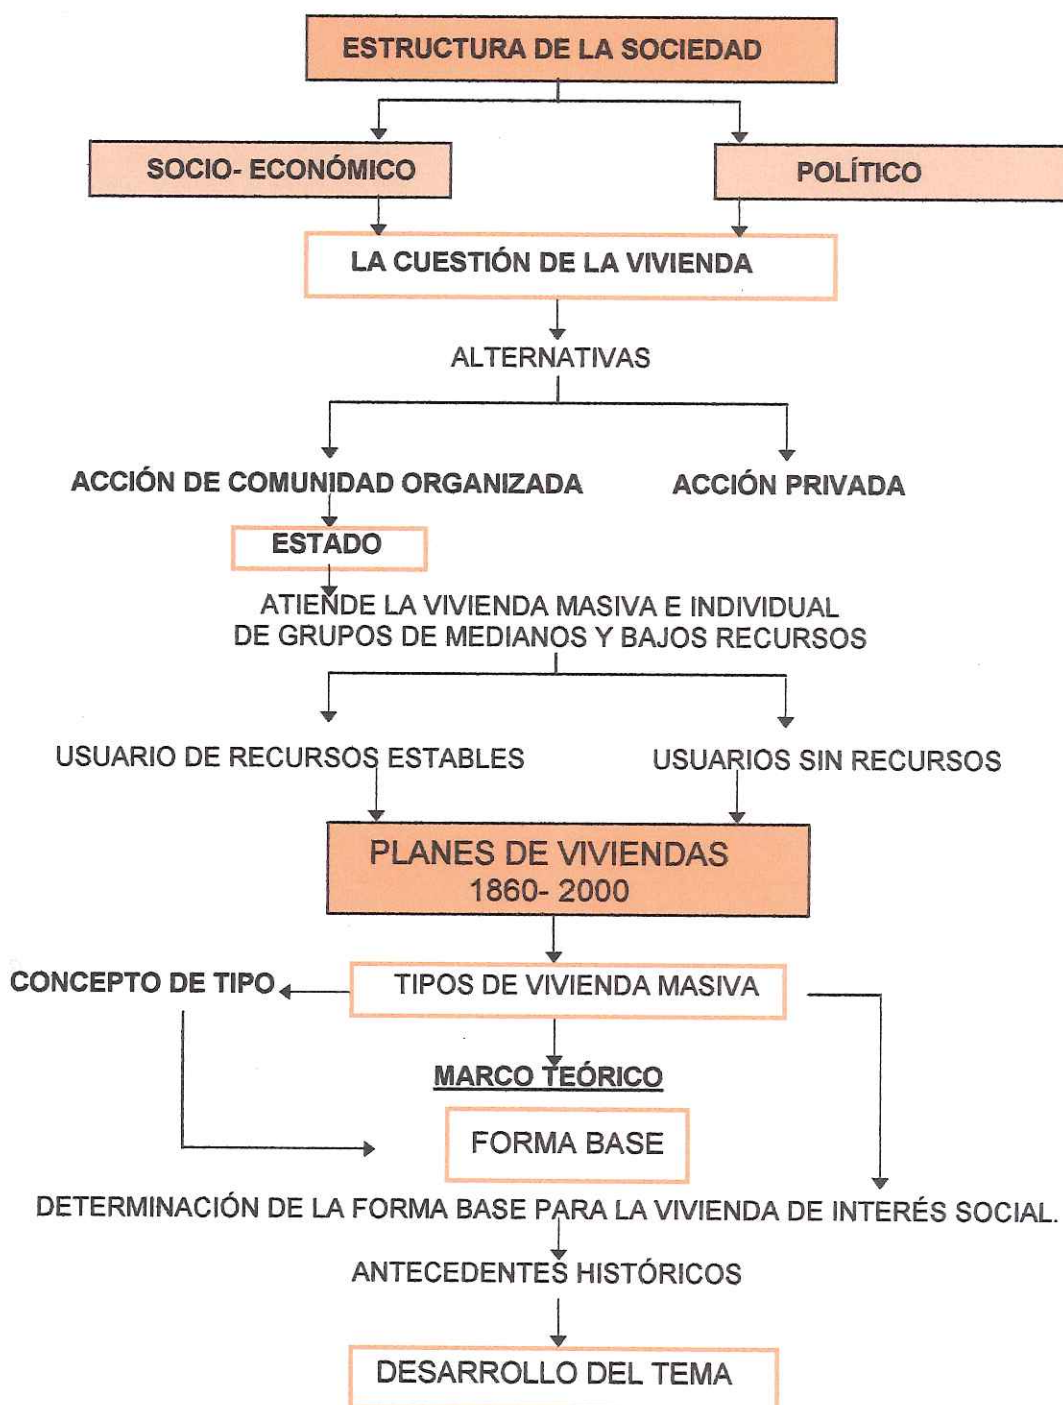 ESTRUCTURA DE LA SOCIEDAD
SOCIO- ECONÓMICO
POLÍTICO
LA CUESTIÓN DE LA VIVIENDA
ALTERNATIVAS
ACCIÓN DE COMUNIDAD ORGANIZADA
ACCIÓN PRIVADA
ESTADO
ATIENDE LA VIVIENDA MASIVA E INDIVIDUAL
DE GRUPOS DE MEDIANOS Y BAJOS RECURSOS
USUARIO DE RECURSOS ESTABLES
USUARIOS SIN RECURSOS
PLANES DE VIVIENDAS
1860- 2000
CONCEPTO DE TIPO
TIPOS DE VIVIENDA MASIVA
MARCO TEÓRICO
FORMA BASE
DETERMINACIÓN DE LA FORMA BASE PARA LA VIVIENDA DE INTERÉS SOCIAL.
ANTECEDENTES HISTÓRICOS
DESARROLLO DEL TEMA